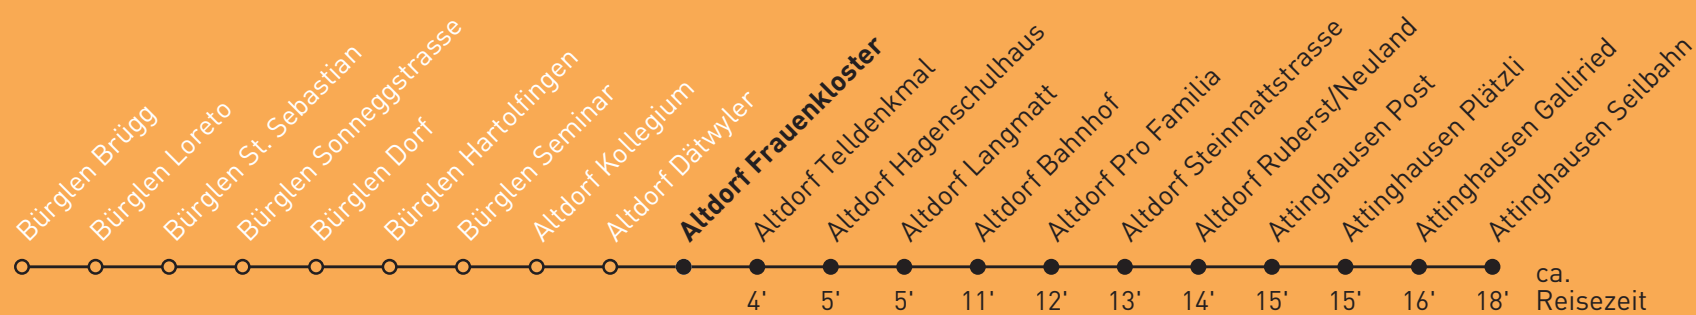 Bürglen Brügg
Bürglen Loreto
Bürglen St. Sebastian
Bürglen Sonneggstrasse
Bürglen Dorf
Bürglen Hartolfingen
Bürglen Seminar
Altdorf Kollegium
Altdorf Dätwyler
Altdorf Frauenkloster
Altdorf Telldenkmal
Altdorf Hagenschulhaus
Altdorf Langmatt
Altdorf Bahnhof
Altdorf Pro Familia
Altdorf Steinmattstrasse
Altdorf Ruberst/Neuland
Attinghausen Post
Attinghausen Plätzli
Attinghausen Galliried
Attinghausen Seilbahn
ca.
4' 5' 5' 11' 12' 13' 14' 15' 15' 16' 18' Reisezeit